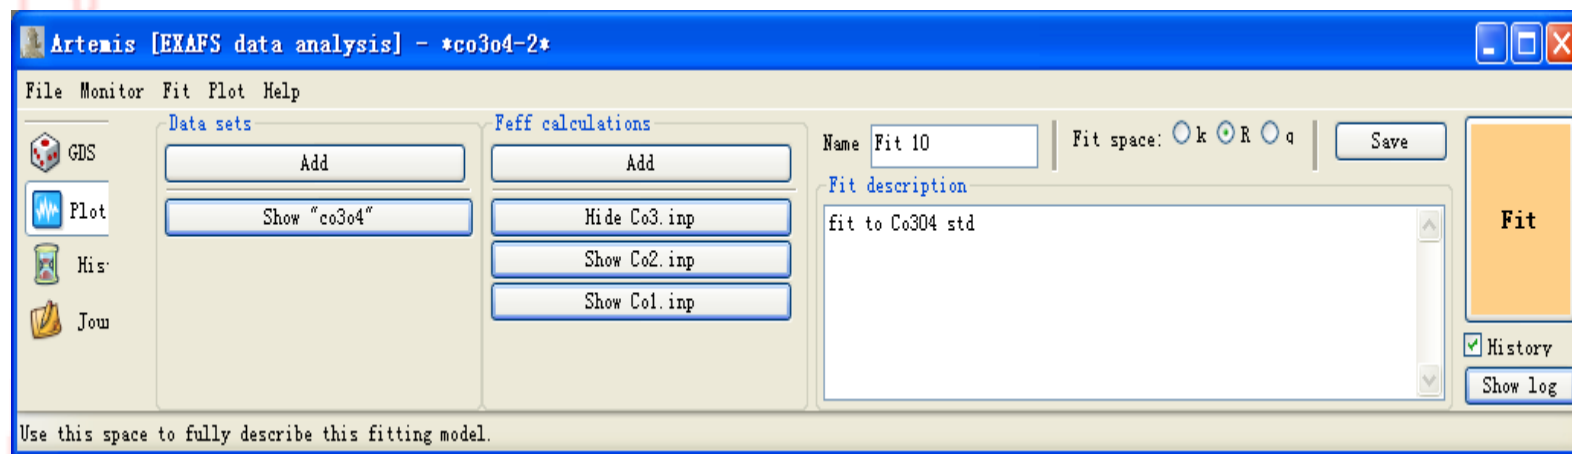 Artemis [EXAFS data analysis] - *co3o4-2*
File Monitor Fit Plot Help
GDS
Plot
His
Jou
Data sets
Add
Show "co3o4"
Feff calculations
Add
Hide Co3.inp
Show Co2.inp
Show Co1.inp
Name Fit 10
Fit space: k R q
Save
Fit description
fit to Co3O4 std
Fit
History
Show log
Use this space to fully describe this fitting model.